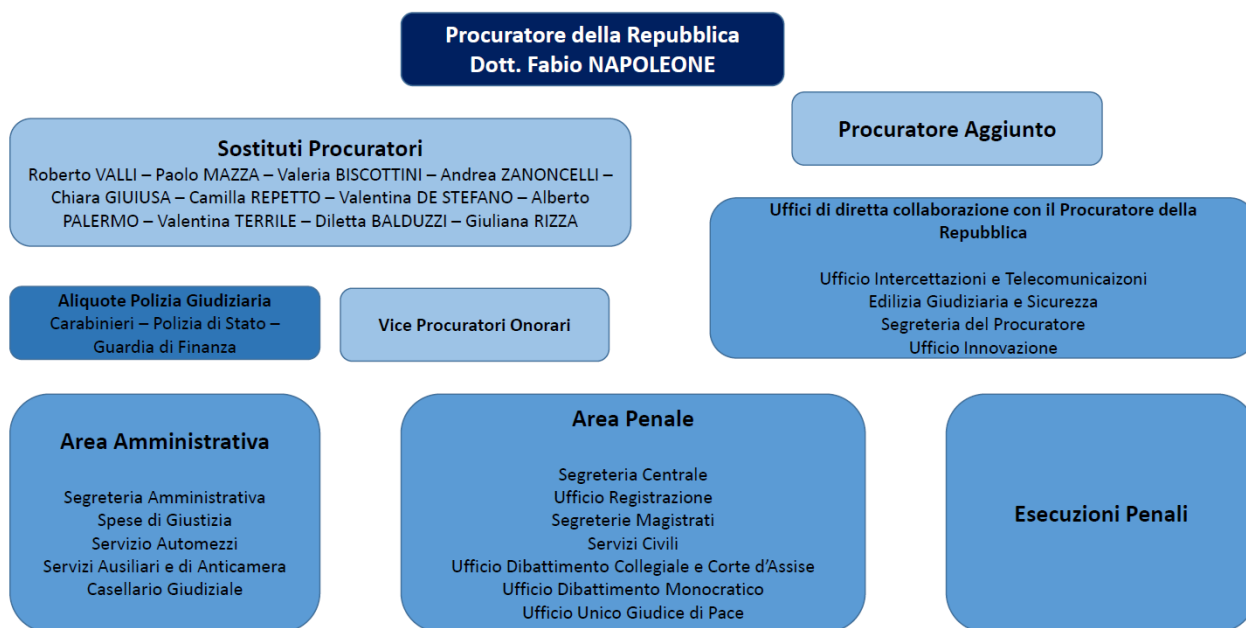 Procuratore della Repubblica
Dott. Fabio NAPOLEONE
Procuratore Aggiunto
Sostituti Procuratori
Roberto VALLI – Paolo MAZZA – Valeria BISCOTTINI – Andrea ZANONCELLI –
Chiara GIUIUSA – Camilla REPETTO – Valentina DE STEFANO – Alberto
PALERMO – Valentina TERRILE – Diletta BALDUZZI – Giuliana RIZZA
Uffici di diretta collaborazione con il Procuratore della
Repubblica
Ufficio Intercettazioni e Telecomunicaizoni
Edilizia Giudiziaria e Sicurezza
Segreteria del Procuratore
Ufficio Innovazione
Aliquote Polizia Giudiziaria
Carabinieri – Polizia di Stato –
Guardia di Finanza
Vice Procuratori Onorari
Area Amministrativa
Segreteria Amministrativa
Spese di Giustizia
Servizio Automezzi
Servizi Ausiliari e di Anticamera
Casellario Giudiziale
Area Penale
Segreteria Centrale
Ufficio Registrazione
Segreterie Magistrati
Servizi Civili
Ufficio Dibattimento Collegiale e Corte d’Assise
Ufficio Dibattimento Monocratico
Ufficio Unico Giudice di Pace
Esecuzioni Penali